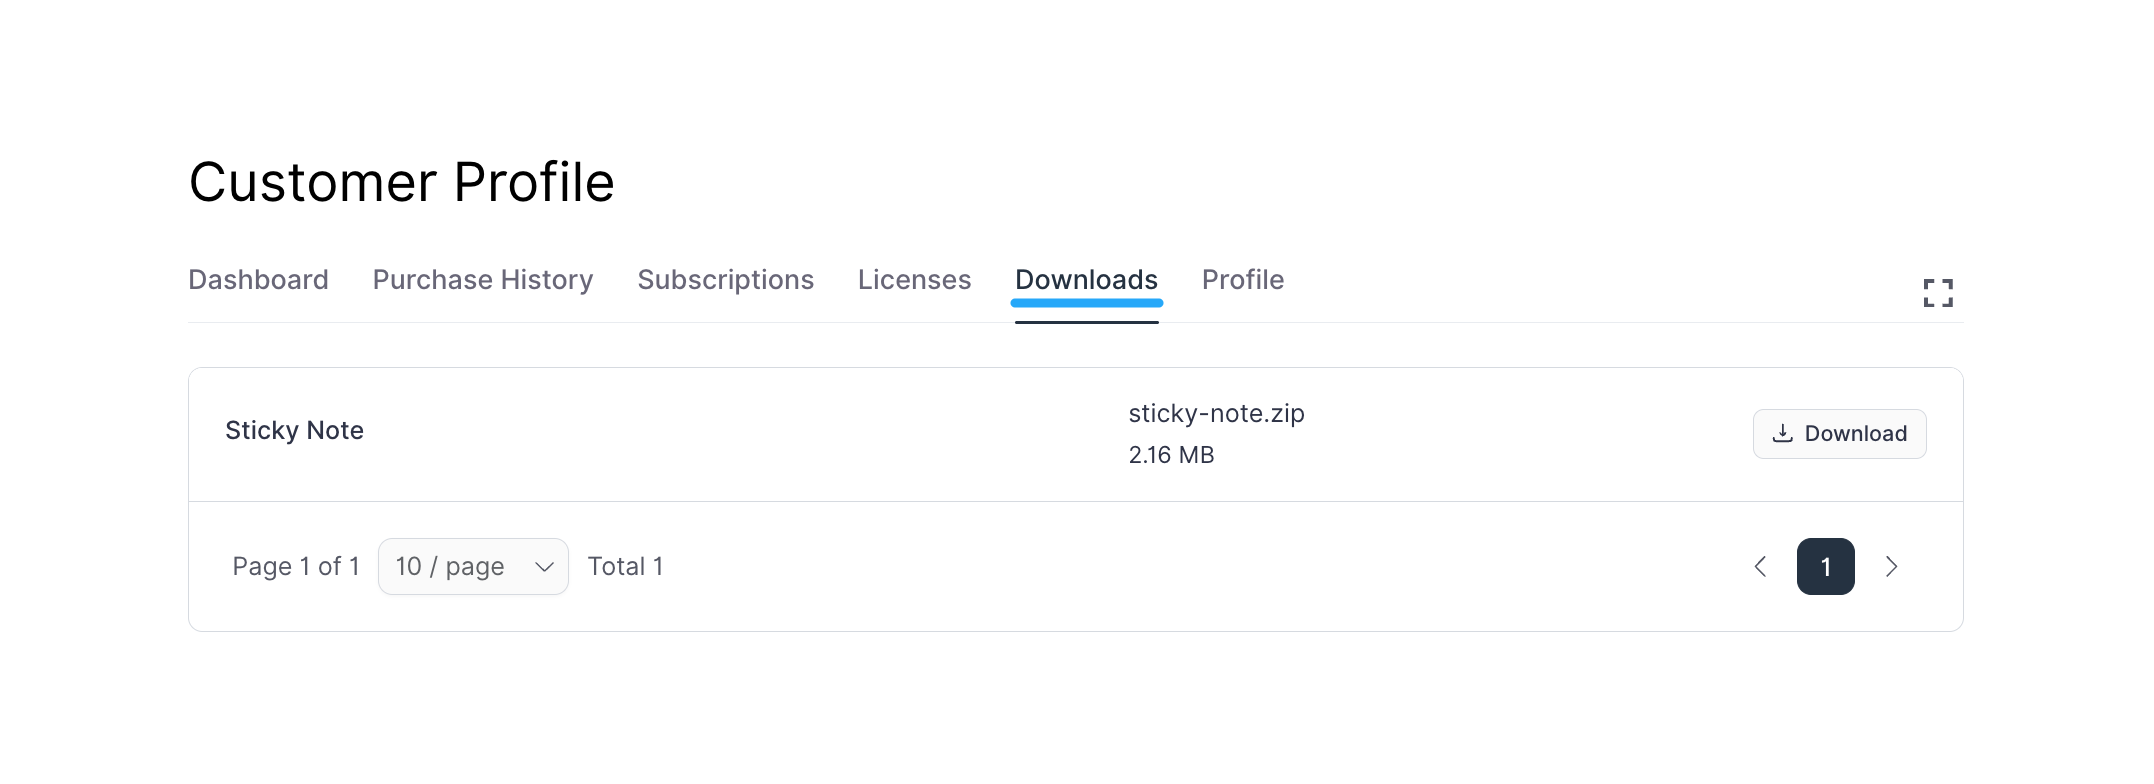 Customer Profile
Dashboard Purchase History Subscriptions Licenses Downloads Profile
Sticky Note
sticky-note.zip
2.16 MB
Download
Page 1 of 1 10 / page Total 1
1